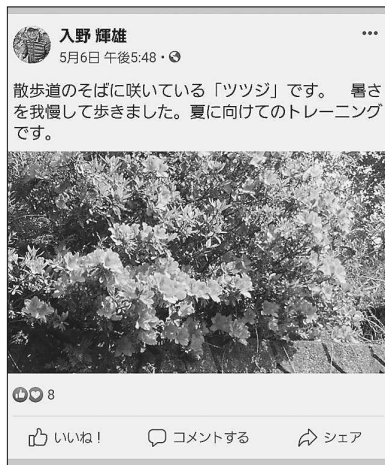 入野 輝雄
5月6日 午後5:48・
散歩道のそばに咲いている「ツツジ」です。　暑さ
を我慢して歩きました。夏に向けてのトレーニング
です。
8
いいね！ コメントする シェア